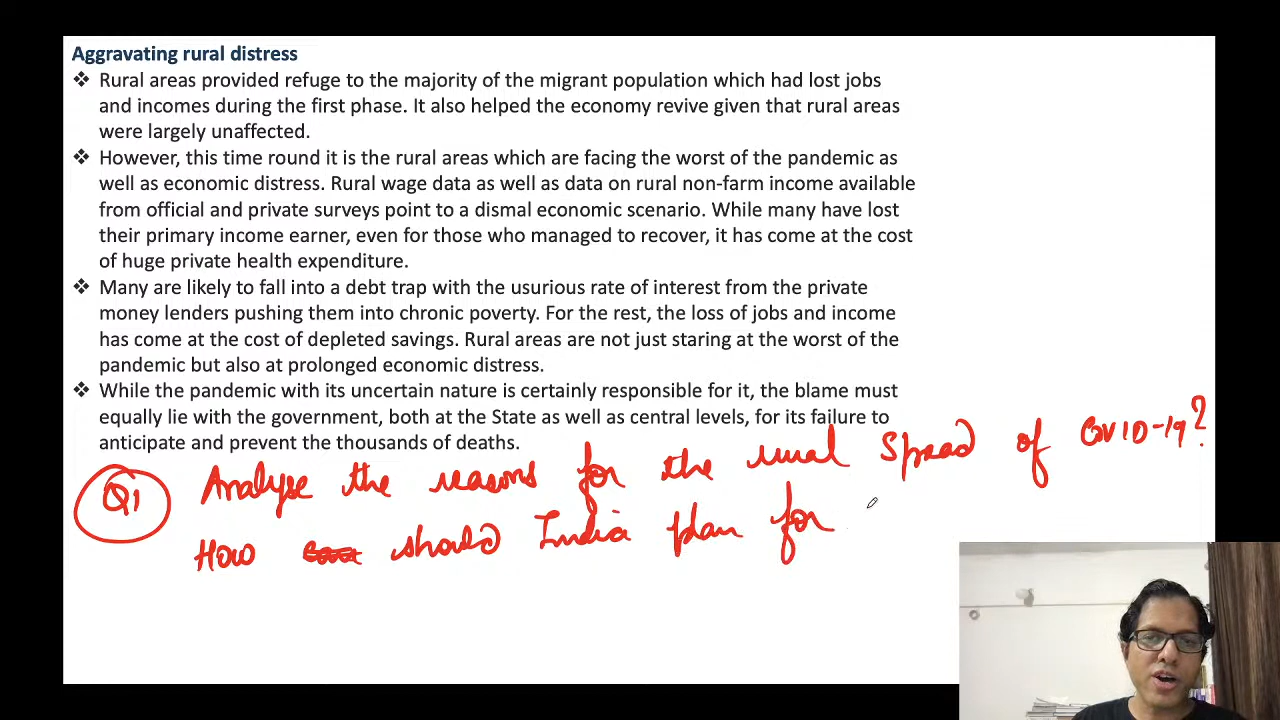 Aggravating rural distress
❖ Rural areas provided refuge to the majority of the migrant population which had lost jobs
and incomes during the first phase. It also helped the economy revive given that rural areas
were largely unaffected.
❖ However, this time round it is the rural areas which are facing the worst of the pandemic as
well as economic distress. Rural wage data as well as data on rural non-farm income available
from official and private surveys point to a dismal economic scenario. While many have lost
their primary income earner, even for those who managed to recover, it has come at the cost
of huge private health expenditure.
❖ Many are likely to fall into a debt trap with the usurious rate of interest from the private
money lenders pushing them into chronic poverty. For the rest, the loss of jobs and income
has come at the cost of depleted savings. Rural areas are not just staring at the worst of the
pandemic but also at prolonged economic distress.
❖ While the pandemic with its uncertain nature is certainly responsible for it, the blame must
equally lie with the government, both at the State as well as central levels, for its failure to
anticipate and prevent the thousands of deaths.
Q1 Analyse the reasons for the rural spread of COVID-19?
How should India plan for